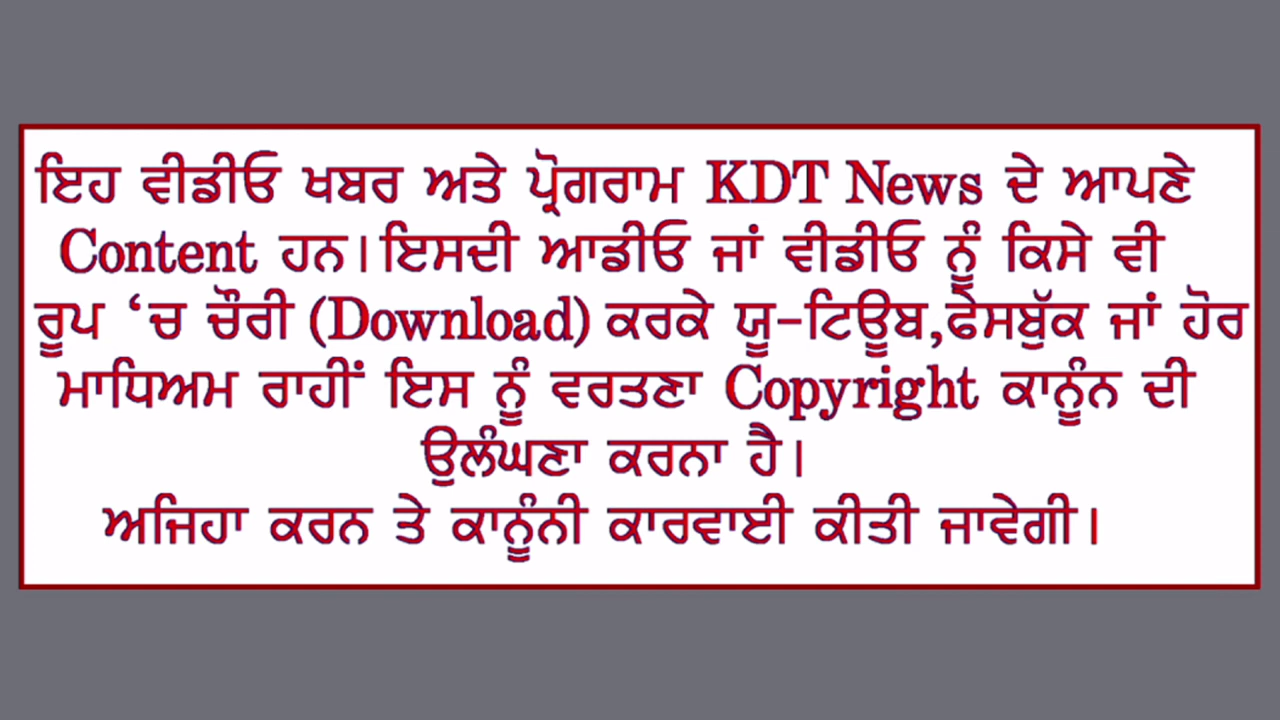 ਇਹ ਵੀਡੀਓ ਖਬਰ ਅਤੇ ਪ੍ਰੋਗਰਾਮ KDT News ਦੇ ਆਪਣੇ
Content ਹਨ।ਇਸਦੀ ਆਡੀਓ ਜਾਂ ਵੀਡੀਓ ਨੂੰ ਕਿਸੇ ਵੀ
ਰੂਪ ‘ਚ ਚੌਰੀ (Download) ਕਰਕੇ ਯੂ-ਟਿਊਬ,ਫੇਸਬੁੱਕ ਜਾਂ ਹੋਰ
ਮਾਧਿਅਮ ਰਾਹੀਂ ਇਸ ਨੂੰ ਵਰਤਣਾ Copyright ਕਾਨੂੰਨ ਦੀ
ਉਲੰਘਣਾ ਕਰਨਾ ਹੈ।
ਅਜਿਹਾ ਕਰਨ ਤੇ ਕਾਨੂੰਨੀ ਕਾਰਵਾਈ ਕੀਤੀ ਜਾਵੇਗੀ।